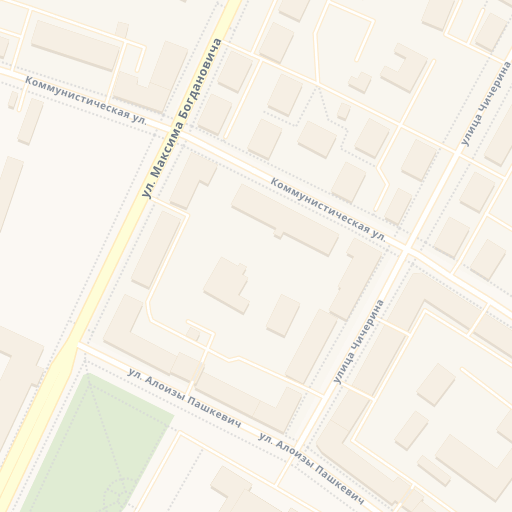 ул. Максима Богдановича
Коммунистическая ул.
улица Чичерина
Коммунистическая ул.
улица Чичерина
ул. Алоизы Пашкевич
ул. Алоизы Пашкевич